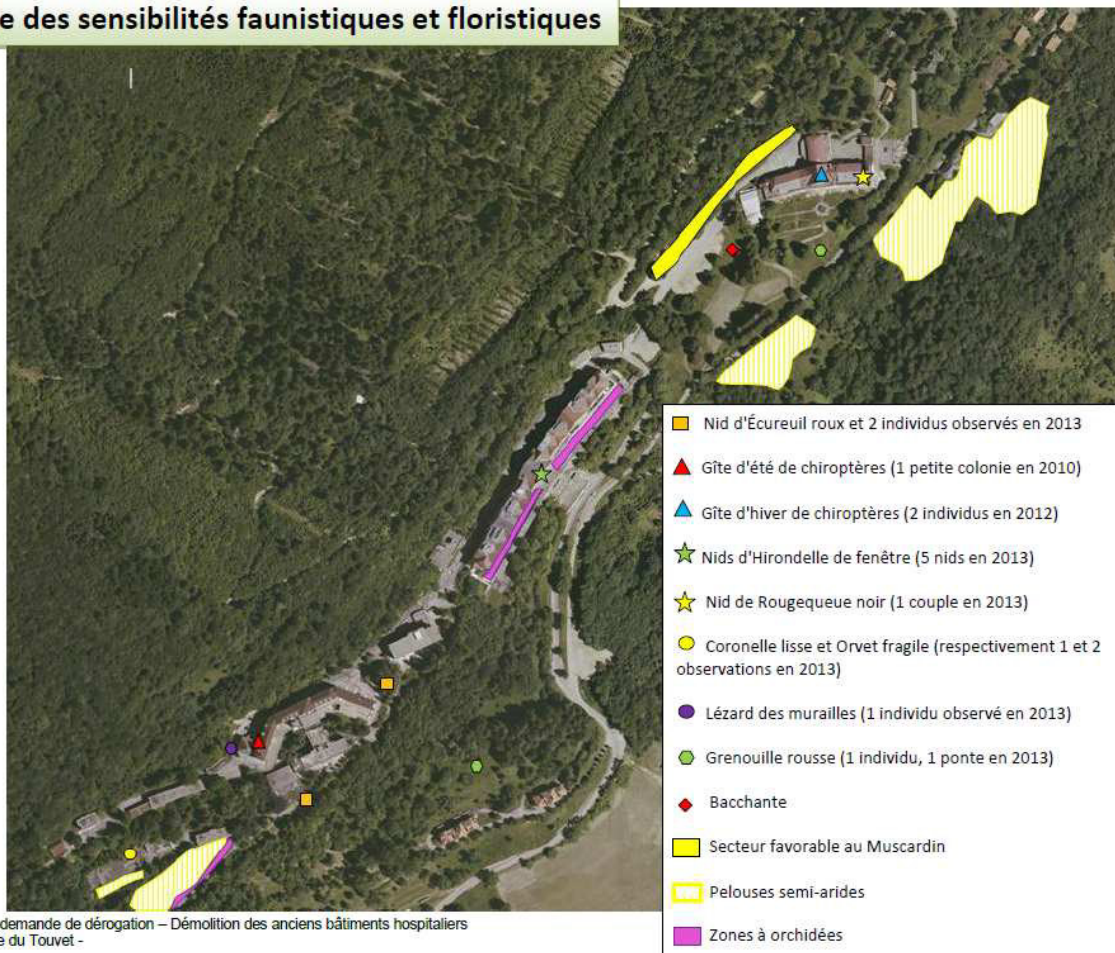 e des sensibilités faunistiques et floristiques
Nid d'Écureuil roux et 2 individus observés en 2013
Gîte d'été de chiroptères (1 petite colonie en 2010)
Gîte d'hiver de chiroptères (2 individus en 2012)
Nids d'Hirondelle de fenêtre (5 nids en 2013)
Nid de Rougequeue noir (1 couple en 2013)
Coronelle lisse et Orvet fragile (respectivement 1 et 2
observations en 2013)
Lézard des murailles (1 individu observé en 2013)
Grenouille rousse (1 individu, 1 ponte en 2013)
Bacchante
Secteur favorable au Muscardin
Pelouses semi-arides
Zones à orchidées
demande de dérogation – Démolition des anciens bâtiments hospitaliers
e du Touvet -